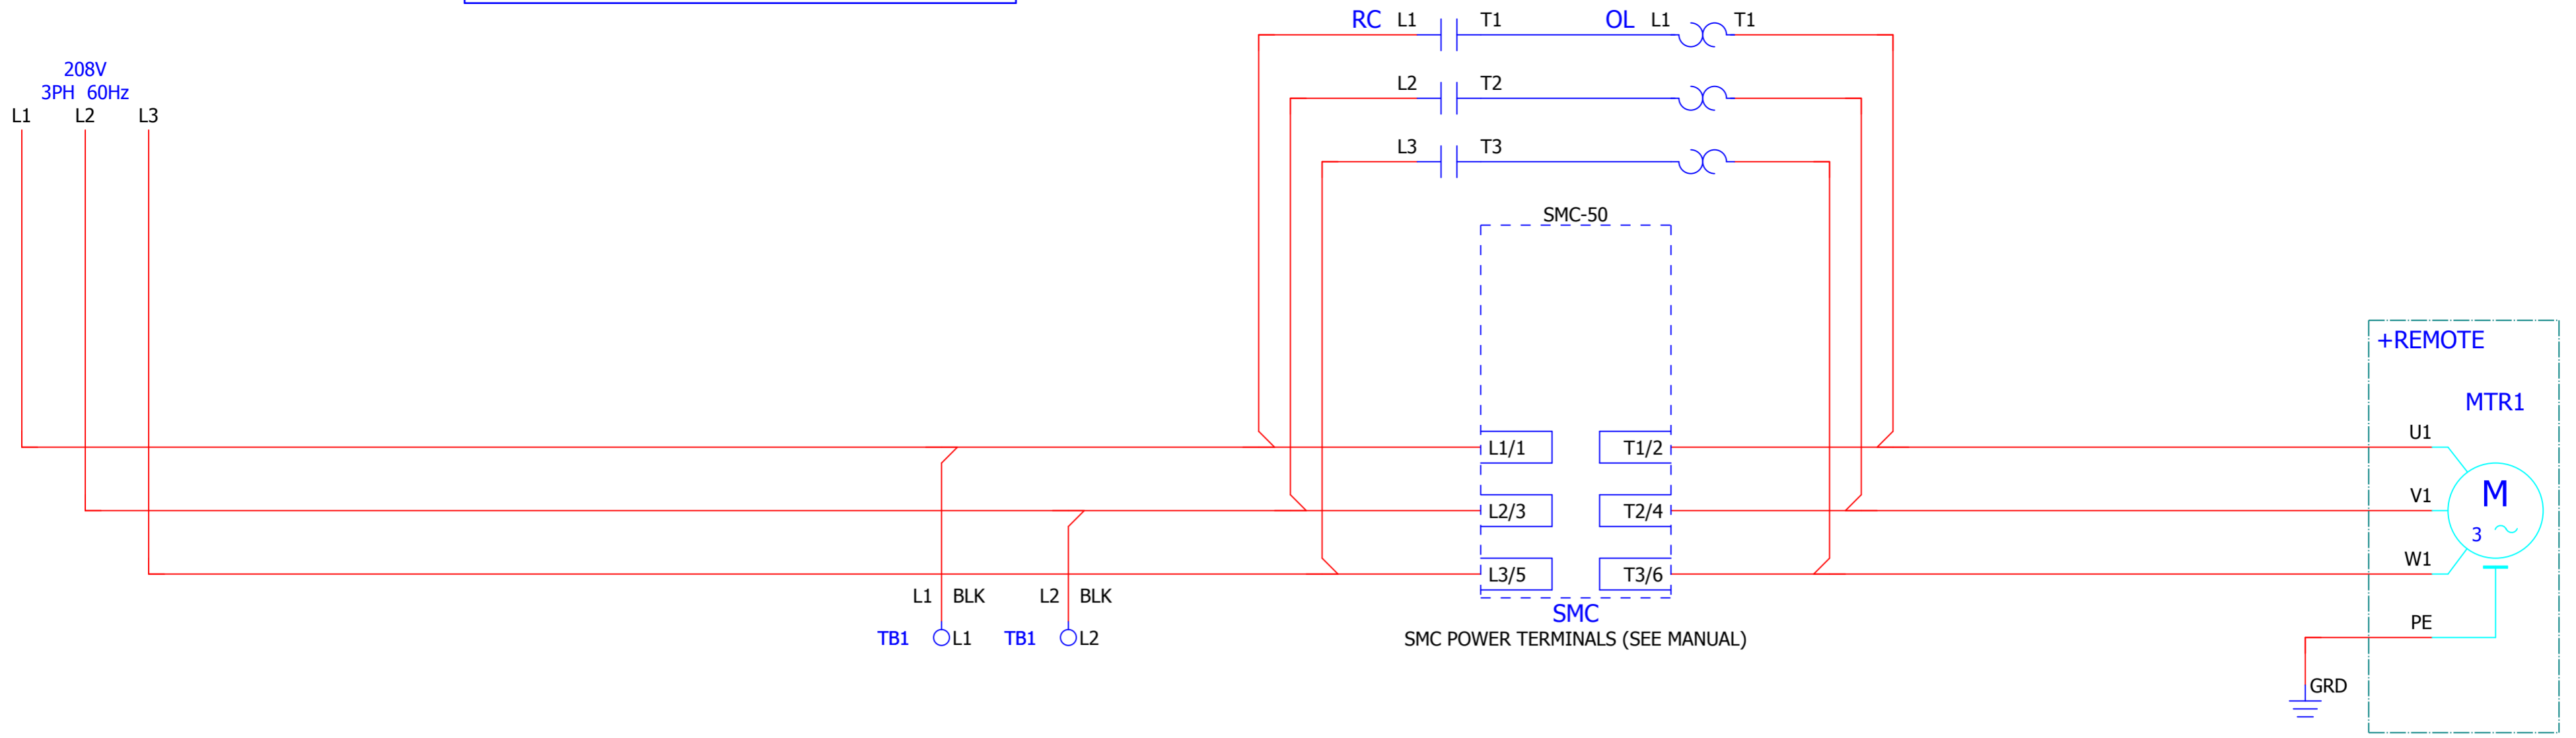 RC L1 T1 OL L1 T1
208V
3PH 60Hz
L2 T2
L1 L2 L3
L3 T3
SMC-50
+REMOTE
MTR1
L1/1 T1/2 U1
L2/3 T2/4 V1 M
3
L3/5 T3/6 W1
L1 BLK L2 BLK
SMC
TB1 L1 TB1 L2 SMC POWER TERMINALS (SEE MANUAL)
PE
GRD